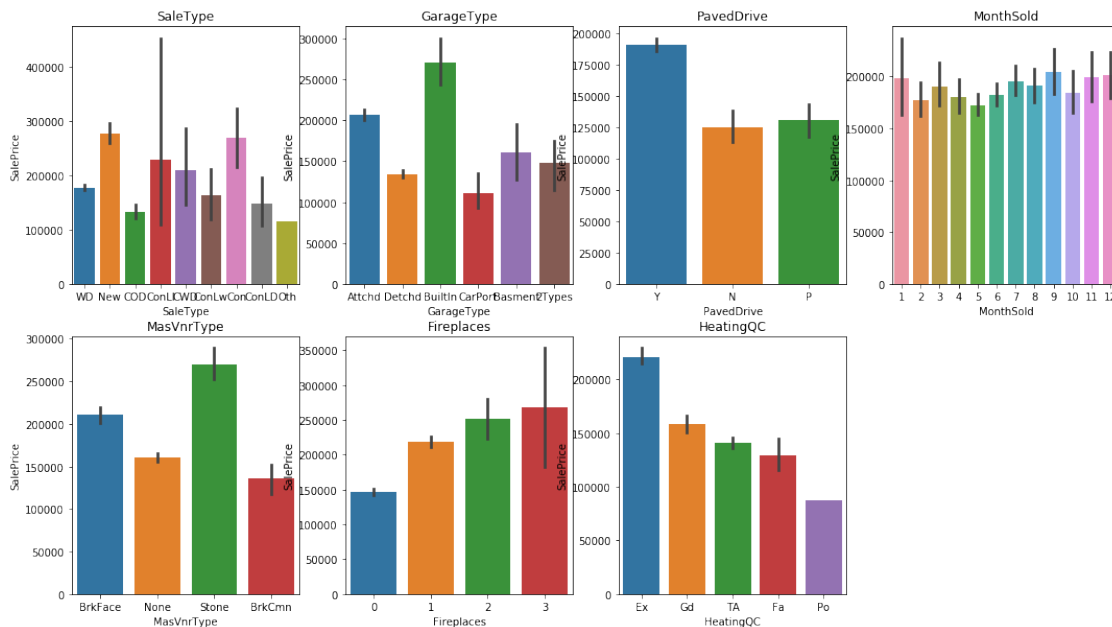 SaleType
SalePrice
400000
300000
200000
100000
0
WD New COD ConLI CWD ConLw Con ConLD Oth
SaleType
GarageType
SalePrice
300000
250000
200000
150000
100000
50000
0
Attchd Detchd BuiltIn CarPort Basment 2Types
GarageType
PavedDrive
SalePrice
200000
175000
150000
125000
100000
75000
50000
25000
0
Y N P
PavedDrive
MonthSold
SalePrice
200000
150000
100000
50000
0
1 2 3 4 5 6 7 8 9 10 11 12
MonthSold
MasVnrType
SalePrice
300000
250000
200000
150000
100000
50000
0
BrkFace None Stone BrkCmn
MasVnrType
Fireplaces
SalePrice
350000
300000
250000
200000
150000
100000
50000
0
0 1 2 3
Fireplaces
HeatingQC
SalePrice
200000
150000
100000
50000
0
Ex Gd TA Fa Po
HeatingQC